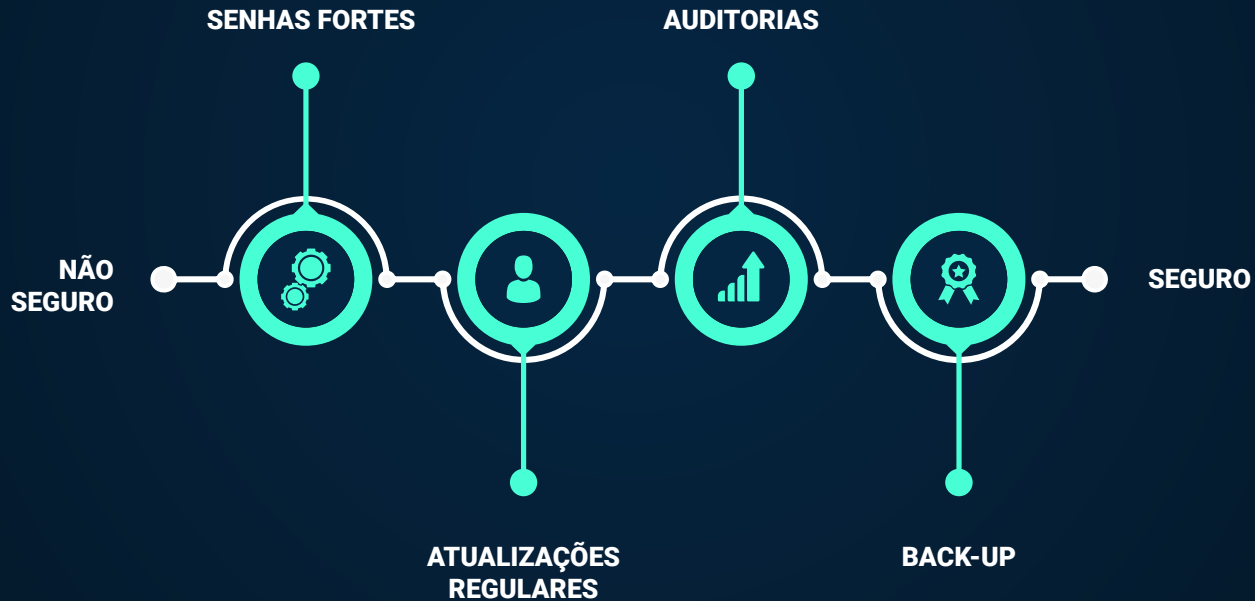 SENHAS FORTES
AUDITORIAS
NÃO
SEGURO
SEGURO
ATUALIZAÇÕES
REGULARES
BACK-UP